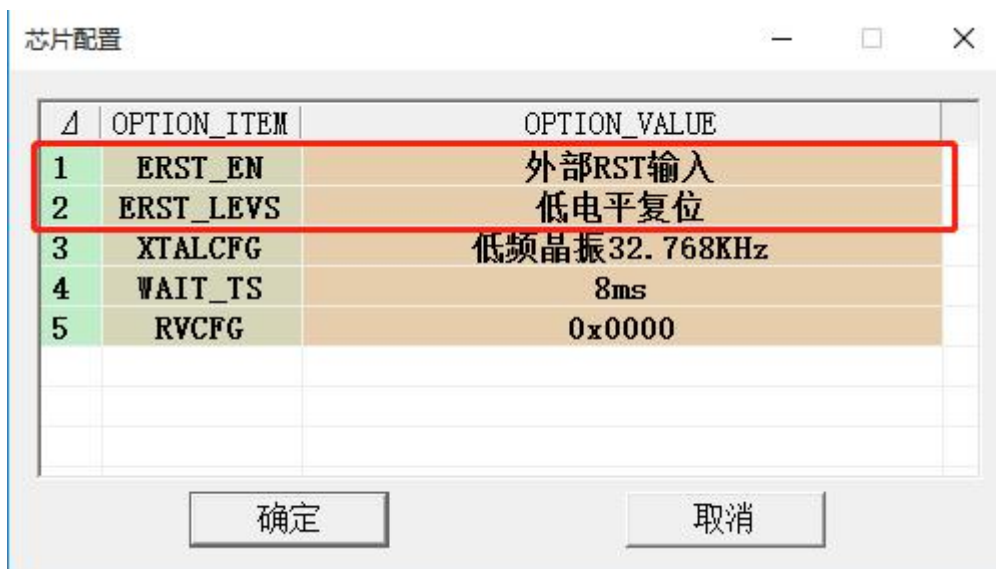 芯片配置
OPTION_ITEM OPTION_VALUE
1 ERST_EN 外部RST输入
2 ERST_LEVS 低电平复位
3 XTALCFG 低频晶振32.768KHz
4 WAIT_TS 8ms
5 RVCFG 0x0000
确定 取消